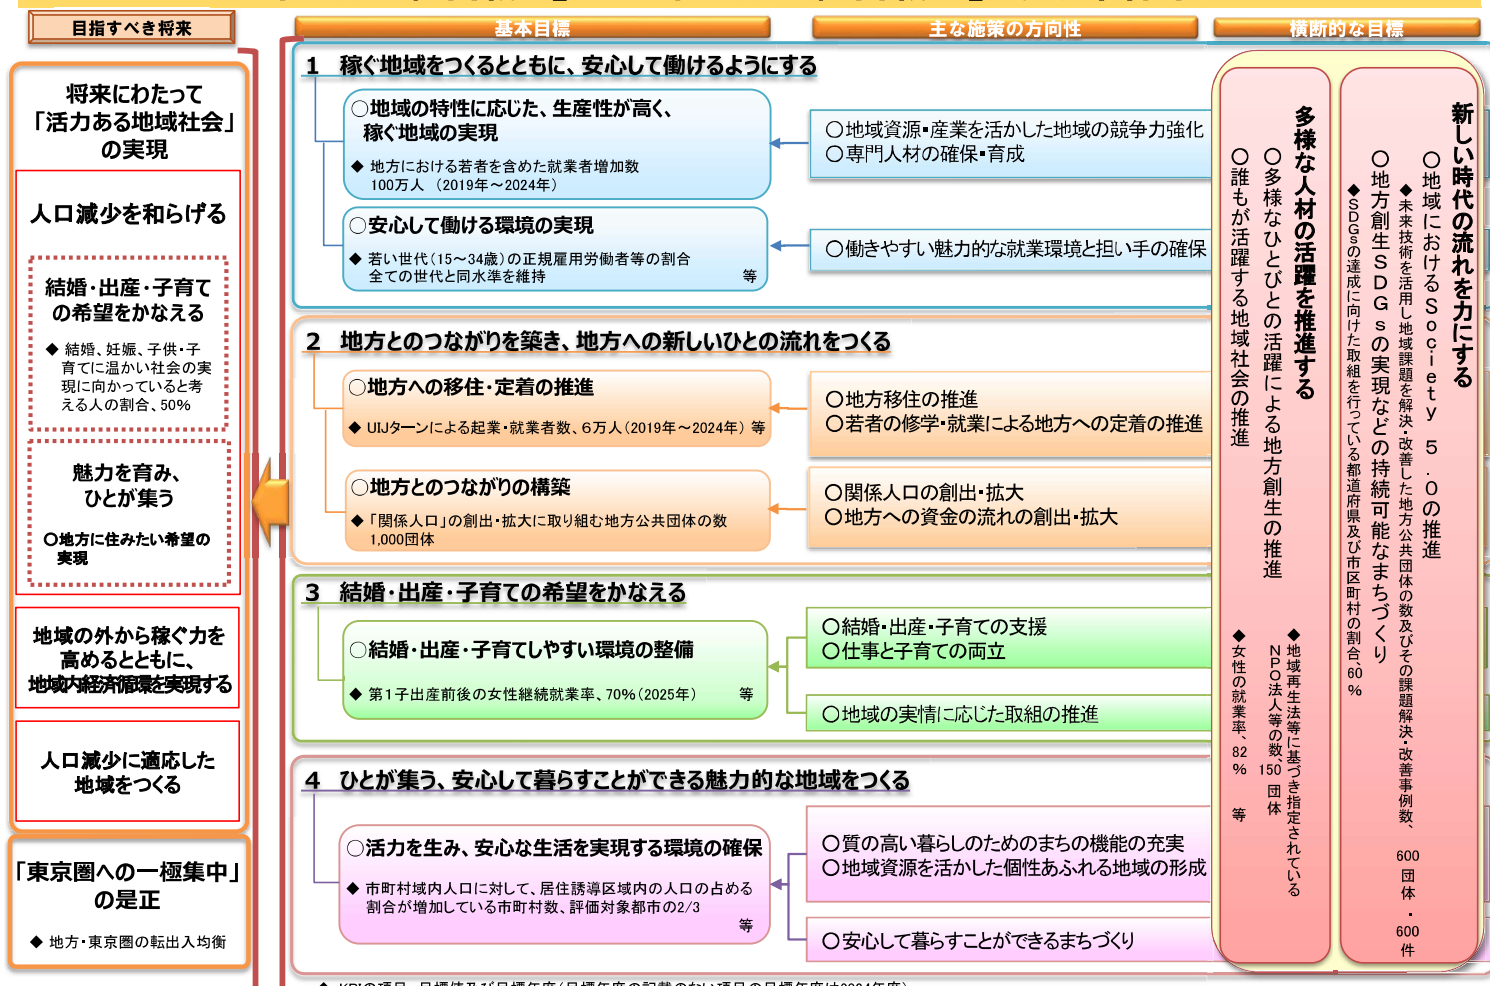 目指すべき将来
基本目標
主な施策の方向性
横断的な目標
将来にわたって
「活力ある地域社会」
の実現
人口減少を和らげる
結婚・出産・子育て
の希望をかなえる
◆ 結婚、妊娠、子供・子
育てに温かい社会の実
現に向かっていると考
える人の割合、50%
魅力を育み、
ひとが集う
〇地方に住みたい希望の
実現
地域の外から稼ぐ力を
高めるとともに、
地域内経済循環を実現する
人口減少に適応した
地域をつくる
「東京圏への一極集中」
の是正
◆ 地方・東京圏の転出入均衡
1 稼ぐ地域をつくるとともに、安心して働けるようにする
〇地域の特性に応じた、生産性が高く、
稼ぐ地域の実現
◆ 地方における若者を含めた就業者増加数
100万人 (2019年~2024年)
〇地域資源・産業を活かした地域の競争力強化
〇専門人材の確保・育成
〇安心して働ける環境の実現
◆ 若い世代(15~34歳)の正規雇用労働者等の割合
全ての世代と同水準を維持 等
〇働きやすい魅力的な就業環境と担い手の確保
2 地方とのつながりを築き、地方への新しいひとの流れをつくる
〇地方への移住・定着の推進
◆ UIJターンによる起業・就業者数、6万人(2019年~2024年) 等
〇地方移住の推進
〇若者の修学・就業による地方への定着の推進
〇地方とのつながりの構築
◆ 「関係人口」の創出・拡大に取り組む地方公共団体の数
1,000団体
〇関係人口の創出・拡大
〇地方への資金の流れの創出・拡大
3 結婚・出産・子育ての希望をかなえる
〇結婚・出産・子育てしやすい環境の整備
◆ 第1子出産前後の女性継続就業率、70%(2025年) 等
〇結婚・出産・子育ての支援
〇仕事と子育ての両立
〇地域の実情に応じた取組の推進
4 ひとが集う、安心して暮らすことができる魅力的な地域をつくる
〇活力を生み、安心な生活を実現する環境の確保
◆ 市町村域内人口に対して、居住誘導区域内の人口の占める
割合が増加している市町村数、評価対象都市の2/3
等
〇質の高い暮らしのためのまちの機能の充実
〇地域資源を活かした個性あふれる地域の形成
〇安心して暮らすことができるまちづくり
新しい時代の流れを力にする
〇地域におけるSociety 5.0の推進
◆未来技術を活用し地域課題を解決・改善した地方公共団体の数及びその課題解決・改善事例数、600団体・600件
〇地方創生SDGsの実現などの持続可能なまちづくり
◆SDGsの達成に向けた取組を行っている都道府県及び市区町村の割合、60%
多様な人材の活躍を推進する
〇多様なひとびとの活躍による地方創生の推進
◆地域再生法等に基づき指定されている
NPO法人等の数、150団体
〇誰もが活躍する地域社会の推進
◆女性の就業率、82% 等